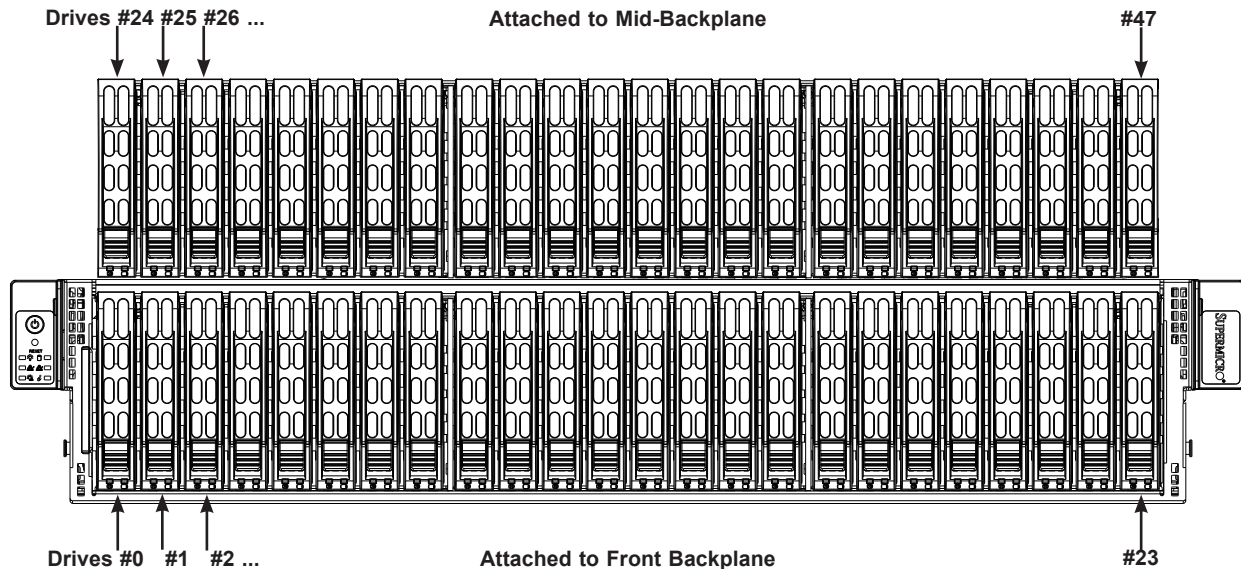 Drives #24 #25 #26 ... Attached to Mid-Backplane #47
RESET
SUPERMICRO
Drives #0 #1 #2 ... Attached to Front Backplane #23